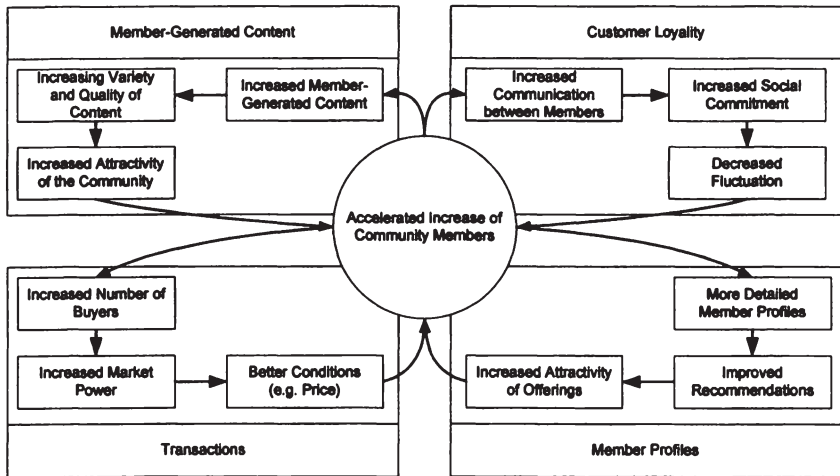 Member-Generated Content
Increasing Variety
and Quality of
Content
Increased Member-
Generated Content
Increased Attractivity
of the Community
Customer Loyality
Increased
Communication
between Members
Increased Social
Commitment
Decreased
Fluctuation
Accelerated Increase of
Community Members
Increased Number of
Buyers
Increased Market
Power
Better Conditions
(e.g. Price)
Transactions
More Detailed
Member Profiles
Increased Attractivity
of Offerings
Improved
Recommendations
Member Profiles